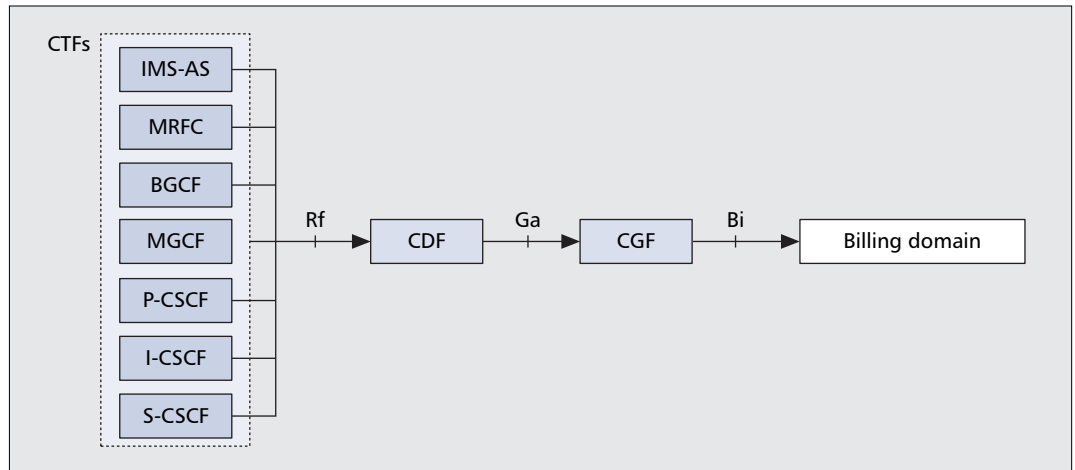 CTFs
IMS-AS
MRFC
BGCF
MGCF
P-CSCF
I-CSCF
S-CSCF
Rf
CDF
Ga
CGF
Bi
Billing domain